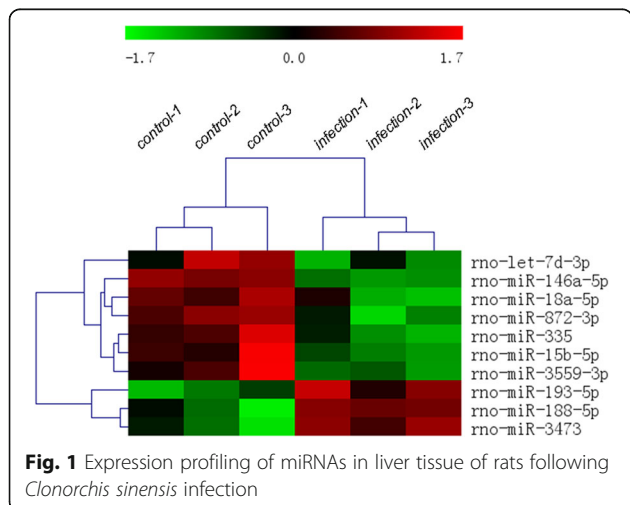 -1.7 0.0 1.7
control-1 control-2 control-3 infection-1 infection-2 infection-3
rno-let-7d-3p
rno-miR-146a-5p
rno-miR-18a-5p
rno-miR-872-3p
rno-miR-335
rno-miR-15b-5p
rno-miR-3559-3p
rno-miR-193-5p
rno-miR-188-5p
rno-miR-3473
Fig. 1 Expression profiling of miRNAs in liver tissue of rats following
Clonorchis sinensis infection